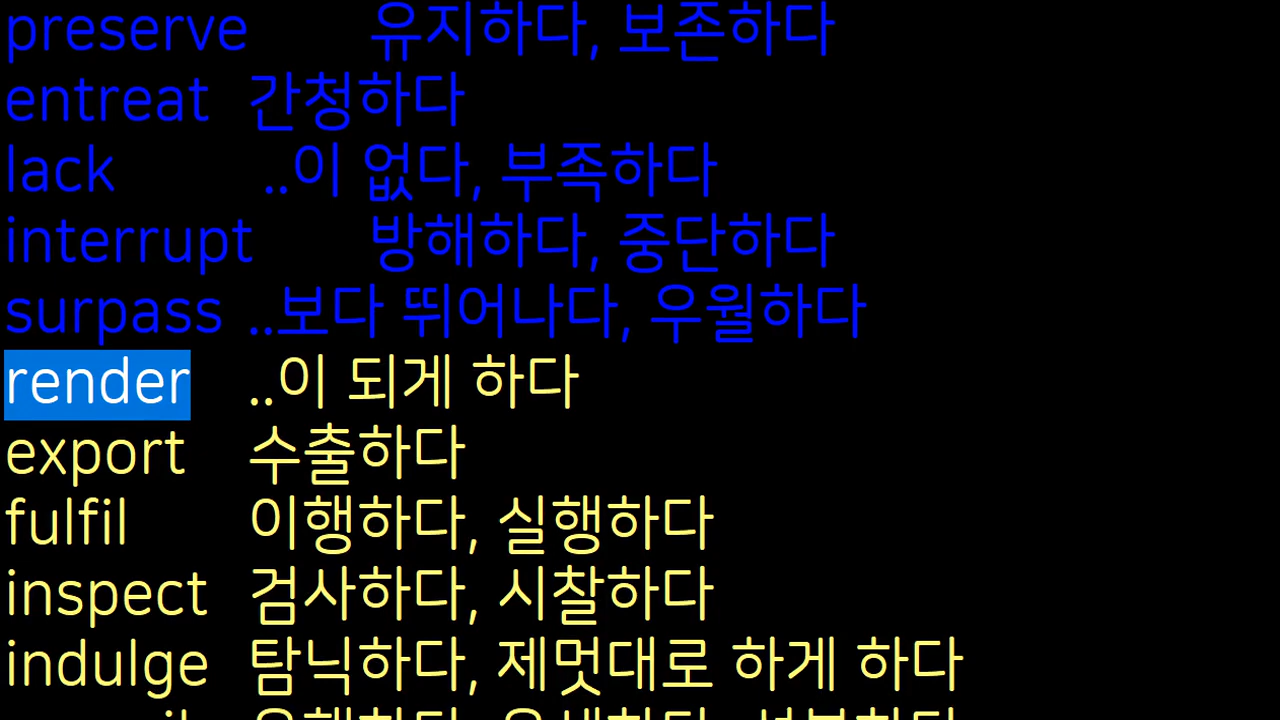 preserve 유지하다, 보존하다
entreat 간청하다
lack ..이 없다, 부족하다
interrupt 방해하다, 중단하다
surpass ..보다 뛰어나다, 우월하다
render ..이 되게 하다
export 수출하다
fulfil 이행하다, 실행하다
inspect 검사하다, 시찰하다
indulge 탐닉하다, 제멋대로 하게 하다